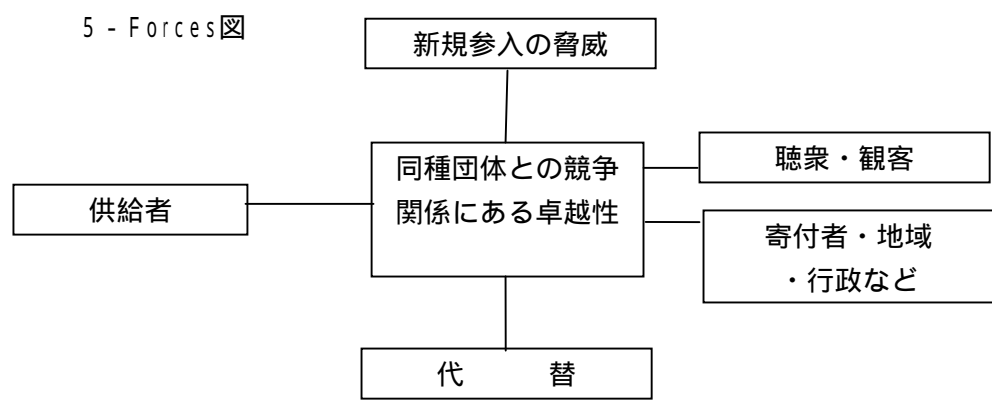 5-Forces図
新規参入の脅威
同種団体との競争
関係にある卓越性
聴衆・観客
供給者
寄付者・地域
・行政など
代　　替